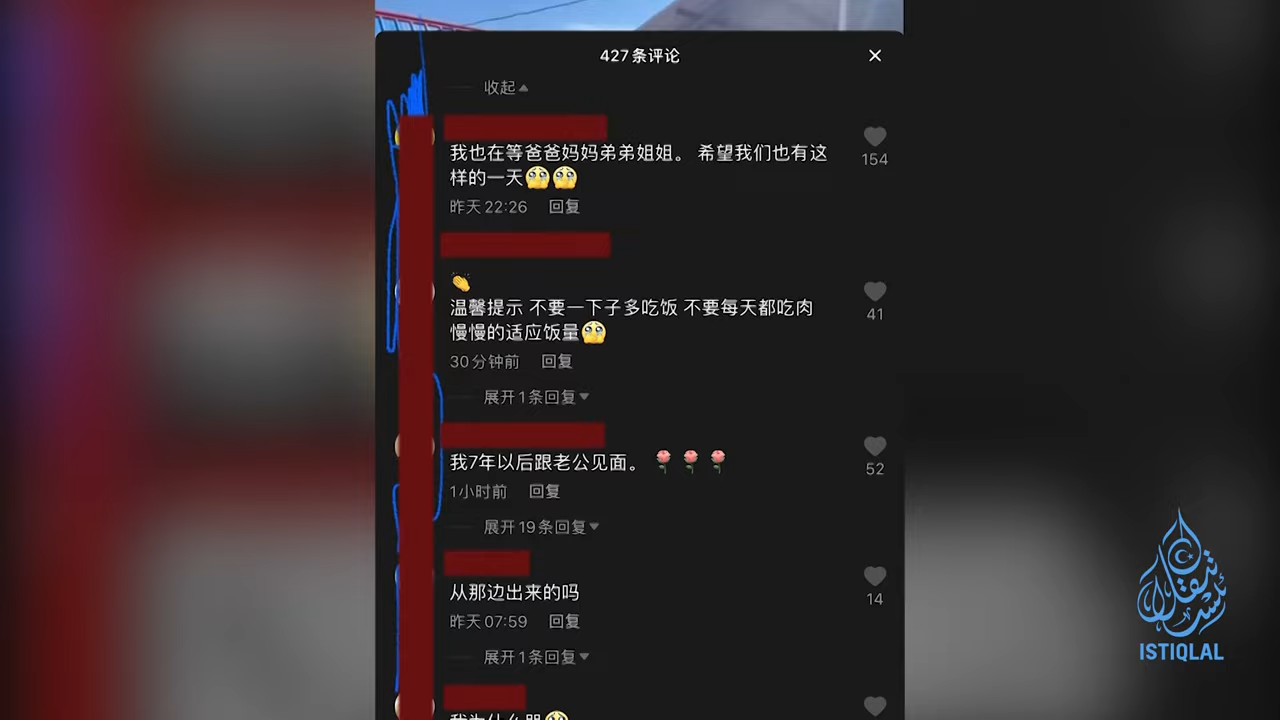 427条评论
收起
我也在等爸爸妈妈弟弟姐姐。 希望我们也有这
样的一天
154
昨天 22:26 回复
温馨提示 不要一下子多吃饭 不要每天都吃肉
慢慢的适应饭量
41
30分钟前 回复
展开1条回复
我7年以后跟老公见面。
52
1小时前 回复
展开19条回复
从那边出来的吗
14
昨天 07:59 回复
展开1条回复
我为什么哭
ISTIQLAL